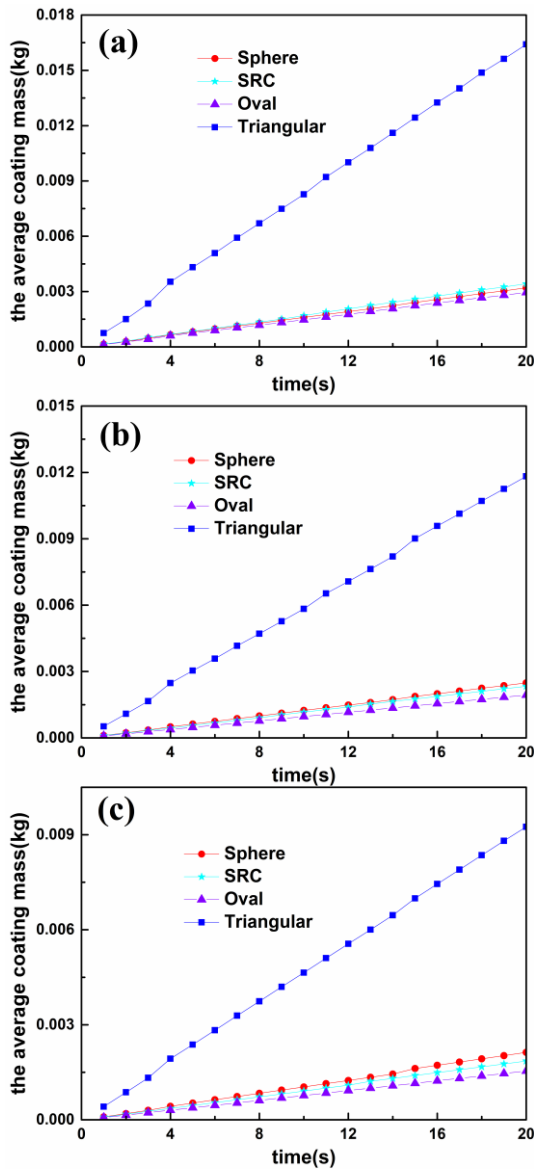 (a)
Sphere
SRC
Oval
Triangular
the average coating mass(kg)
0.018
0.015
0.012
0.009
0.006
0.003
0.000
0 4 8 12 16 20
time(s)
(b)
Sphere
SRC
Oval
Triangular
the average coating mass(kg)
0.015
0.012
0.009
0.006
0.003
0.000
0 4 8 12 16 20
time(s)
(c)
Sphere
SRC
Oval
Triangular
the average coating mass(kg)
0.009
0.006
0.003
0.000
0 4 8 12 16 20
time(s)